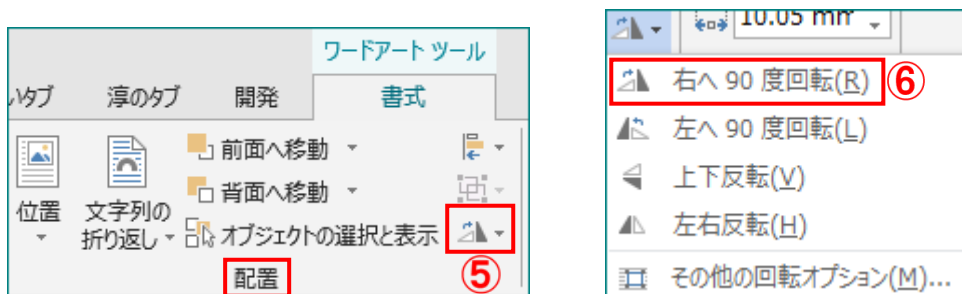 ワードアート ツール
いタブ 淳のタブ 開発 書式
前面へ移動
背面へ移動
位置 文字列の
折り返し
オブジェクトの選択と表示
配置
⑤
10.05 mm
右へ 90 度回転(R)
⑥
左へ 90 度回転(L)
上下反転(V)
左右反転(H)
その他の回転オプション(M)...